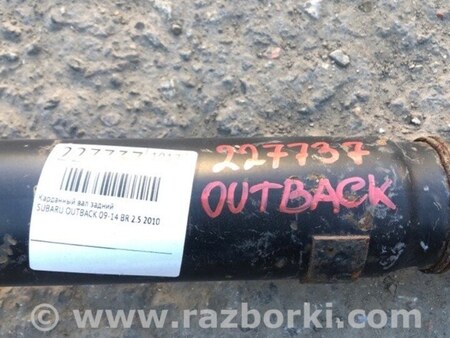 227737
Карданный вал задний
SUBARU OUTBACK 09-14 BR 2.5 2010
227737
OUTBACK
www.razborki.com